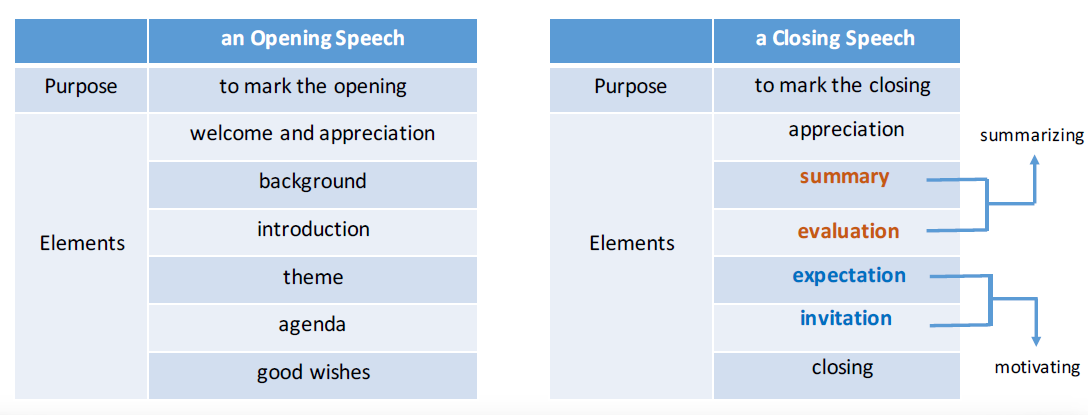 an Opening Speech
Purpose
to mark the opening
Elements
welcome and appreciation
background
introduction
theme
agenda
good wishes
a Closing Speech
Purpose
to mark the closing
Elements
appreciation
summary
evaluation
expectation
invitation
closing
summarizing
motivating